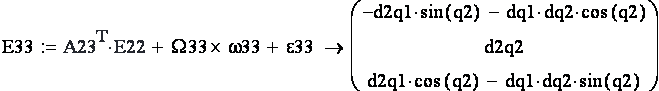 -d2q1·sin(q2) - dq1·dq2·cos(q2)
E33 := A23ᵀ·E22 + Ω33 × ω33 + ε33 → d2q2
d2q1·cos(q2) - dq1·dq2·sin(q2)